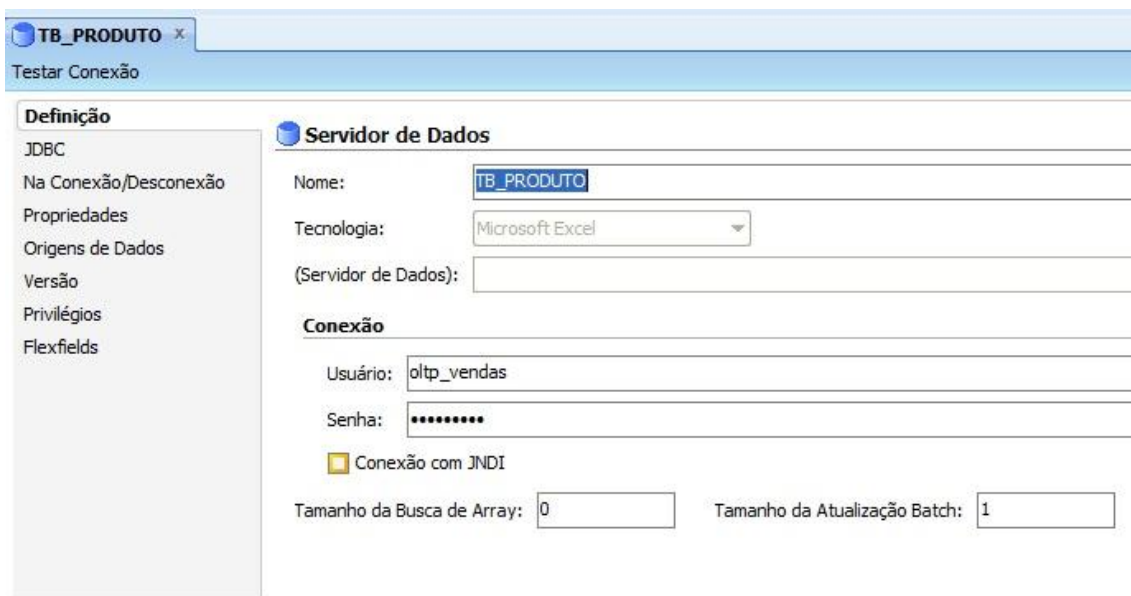 TB_PRODUTO x
Testar Conexão
Definição
JDBC
Na Conexão/Desconexão
Propriedades
Origens de Dados
Versão
Privilégios
Flexfields
Servidor de Dados
Nome: TB_PRODUTO
Tecnologia: Microsoft Excel
(Servidor de Dados):
Conexão
Usuário: oltp_vendas
Senha: •••••••••
Conexão com JNDI
Tamanho da Busca de Array: 0 Tamanho da Atualização Batch: 1